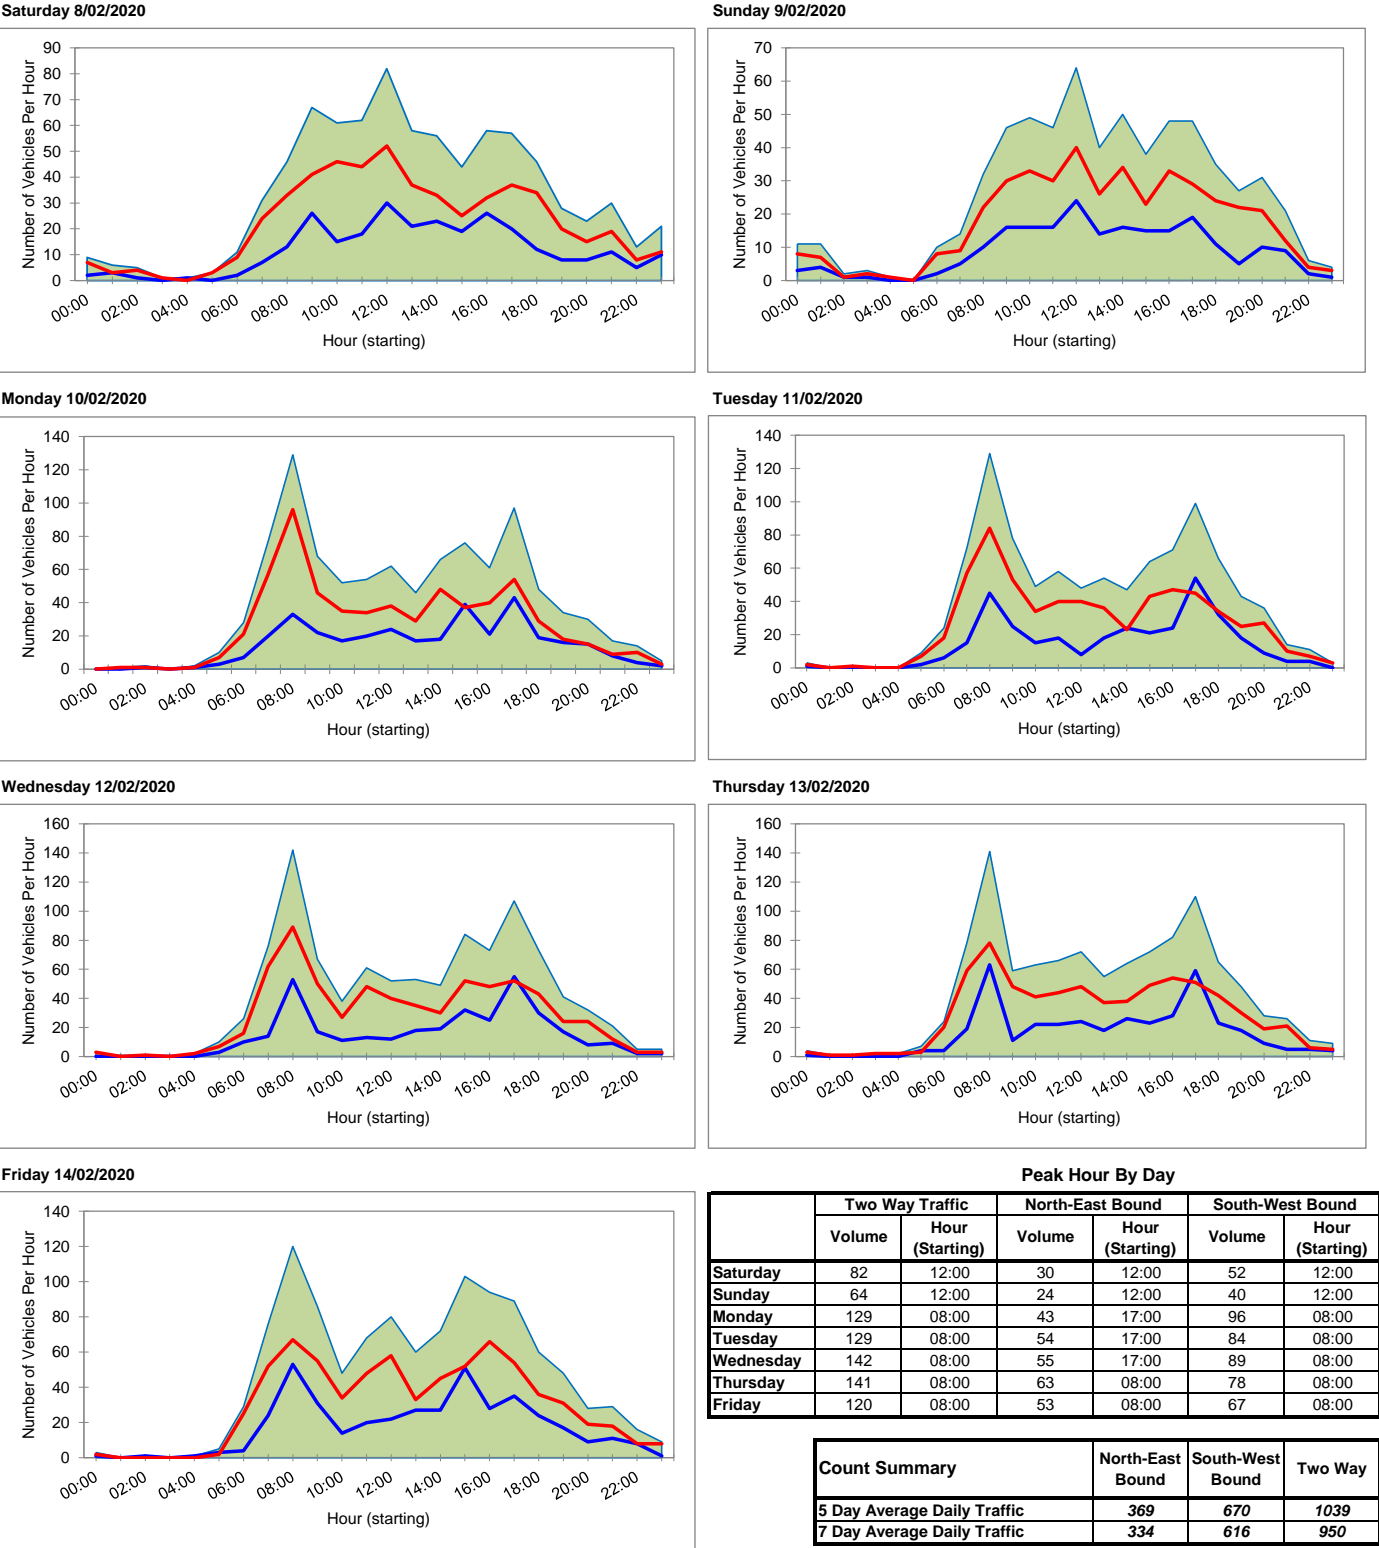 Saturday 8/02/2020
Number of Vehicles Per Hour
90
80
70
60
50
40
30
20
10
0
00:00 02:00 04:00 06:00 08:00 10:00 12:00 14:00 16:00 18:00 20:00 22:00
Hour (starting)
Sunday 9/02/2020
Number of Vehicles Per Hour
70
60
50
40
30
20
10
0
00:00 02:00 04:00 06:00 08:00 10:00 12:00 14:00 16:00 18:00 20:00 22:00
Hour (starting)
Monday 10/02/2020
Number of Vehicles Per Hour
140
120
100
80
60
40
20
0
00:00 02:00 04:00 06:00 08:00 10:00 12:00 14:00 16:00 18:00 20:00 22:00
Hour (starting)
Tuesday 11/02/2020
Number of Vehicles Per Hour
140
120
100
80
60
40
20
0
00:00 02:00 04:00 06:00 08:00 10:00 12:00 14:00 16:00 18:00 20:00 22:00
Hour (starting)
Wednesday 12/02/2020
Number of Vehicles Per Hour
160
140
120
100
80
60
40
20
0
00:00 02:00 04:00 06:00 08:00 10:00 12:00 14:00 16:00 18:00 20:00 22:00
Hour (starting)
Thursday 13/02/2020
Number of Vehicles Per Hour
160
140
120
100
80
60
40
20
0
00:00 02:00 04:00 06:00 08:00 10:00 12:00 14:00 16:00 18:00 20:00 22:00
Hour (starting)
Friday 14/02/2020
Number of Vehicles Per Hour
140
120
100
80
60
40
20
0
00:00 02:00 04:00 06:00 08:00 10:00 12:00 14:00 16:00 18:00 20:00 22:00
Hour (starting)
Peak Hour By Day
Two Way Traffic North-East Bound South-West Bound
Volume Hour (Starting) Volume Hour (Starting) Volume Hour (Starting)
Saturday 82 12:00 30 12:00 52 12:00
Sunday 64 12:00 24 12:00 40 12:00
Monday 129 08:00 43 17:00 96 08:00
Tuesday 129 08:00 54 17:00 84 08:00
Wednesday 142 08:00 55 17:00 89 08:00
Thursday 141 08:00 63 08:00 78 08:00
Friday 120 08:00 53 08:00 67 08:00
Count Summary North-East Bound South-West Bound Two Way
5 Day Average Daily Traffic 369 670 1039
7 Day Average Daily Traffic 334 616 950